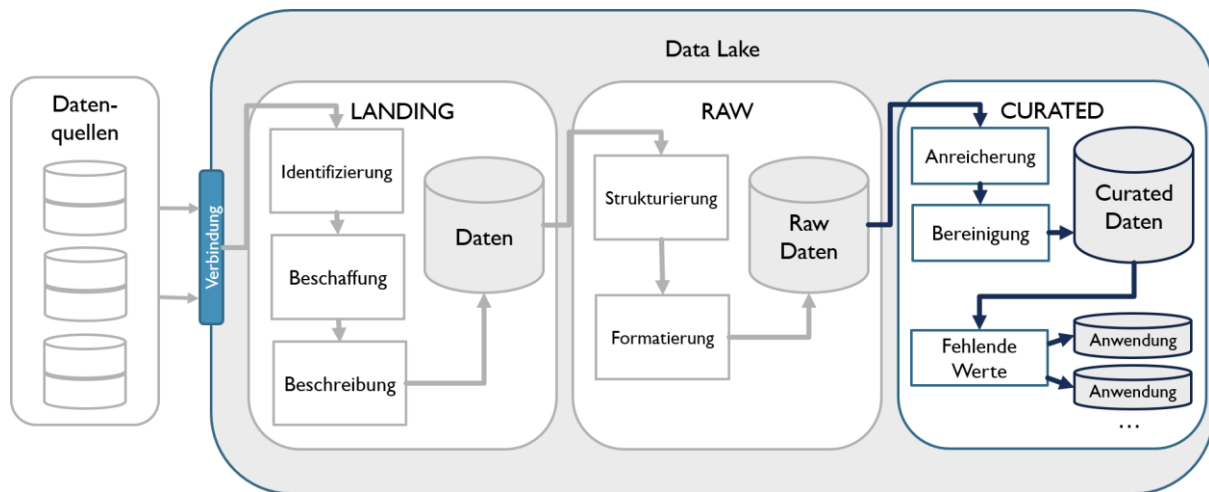 Data Lake
Daten-
quellen
Verbindung
LANDING
Identifizierung
Beschaffung
Beschreibung
Daten
RAW
Strukturierung
Formatierung
Raw
Daten
CURATED
Anreicherung
Bereinigung
Curated
Daten
Fehlende
Werte
Anwendung
Anwendung
...